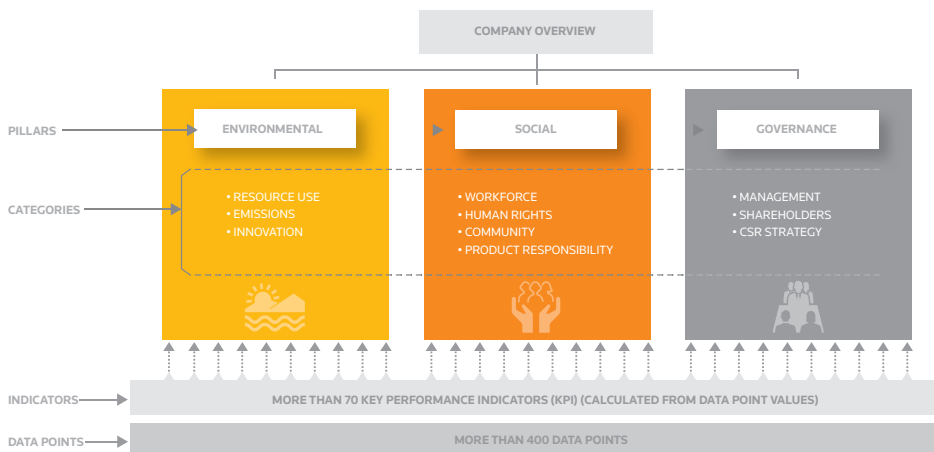 COMPANY OVERVIEW
PILLARS
ENVIRONMENTAL
SOCIAL
GOVERNANCE
CATEGORIES
• RESOURCE USE
• EMISSIONS
• INNOVATION
• WORKFORCE
• HUMAN RIGHTS
• COMMUNITY
• PRODUCT RESPONSIBILITY
• MANAGEMENT
• SHAREHOLDERS
• CSR STRATEGY
INDICATORS
MORE THAN 70 KEY PERFORMANCE INDICATORS (KPI) (CALCULATED FROM DATA POINT VALUES)
DATA POINTS
MORE THAN 400 DATA POINTS